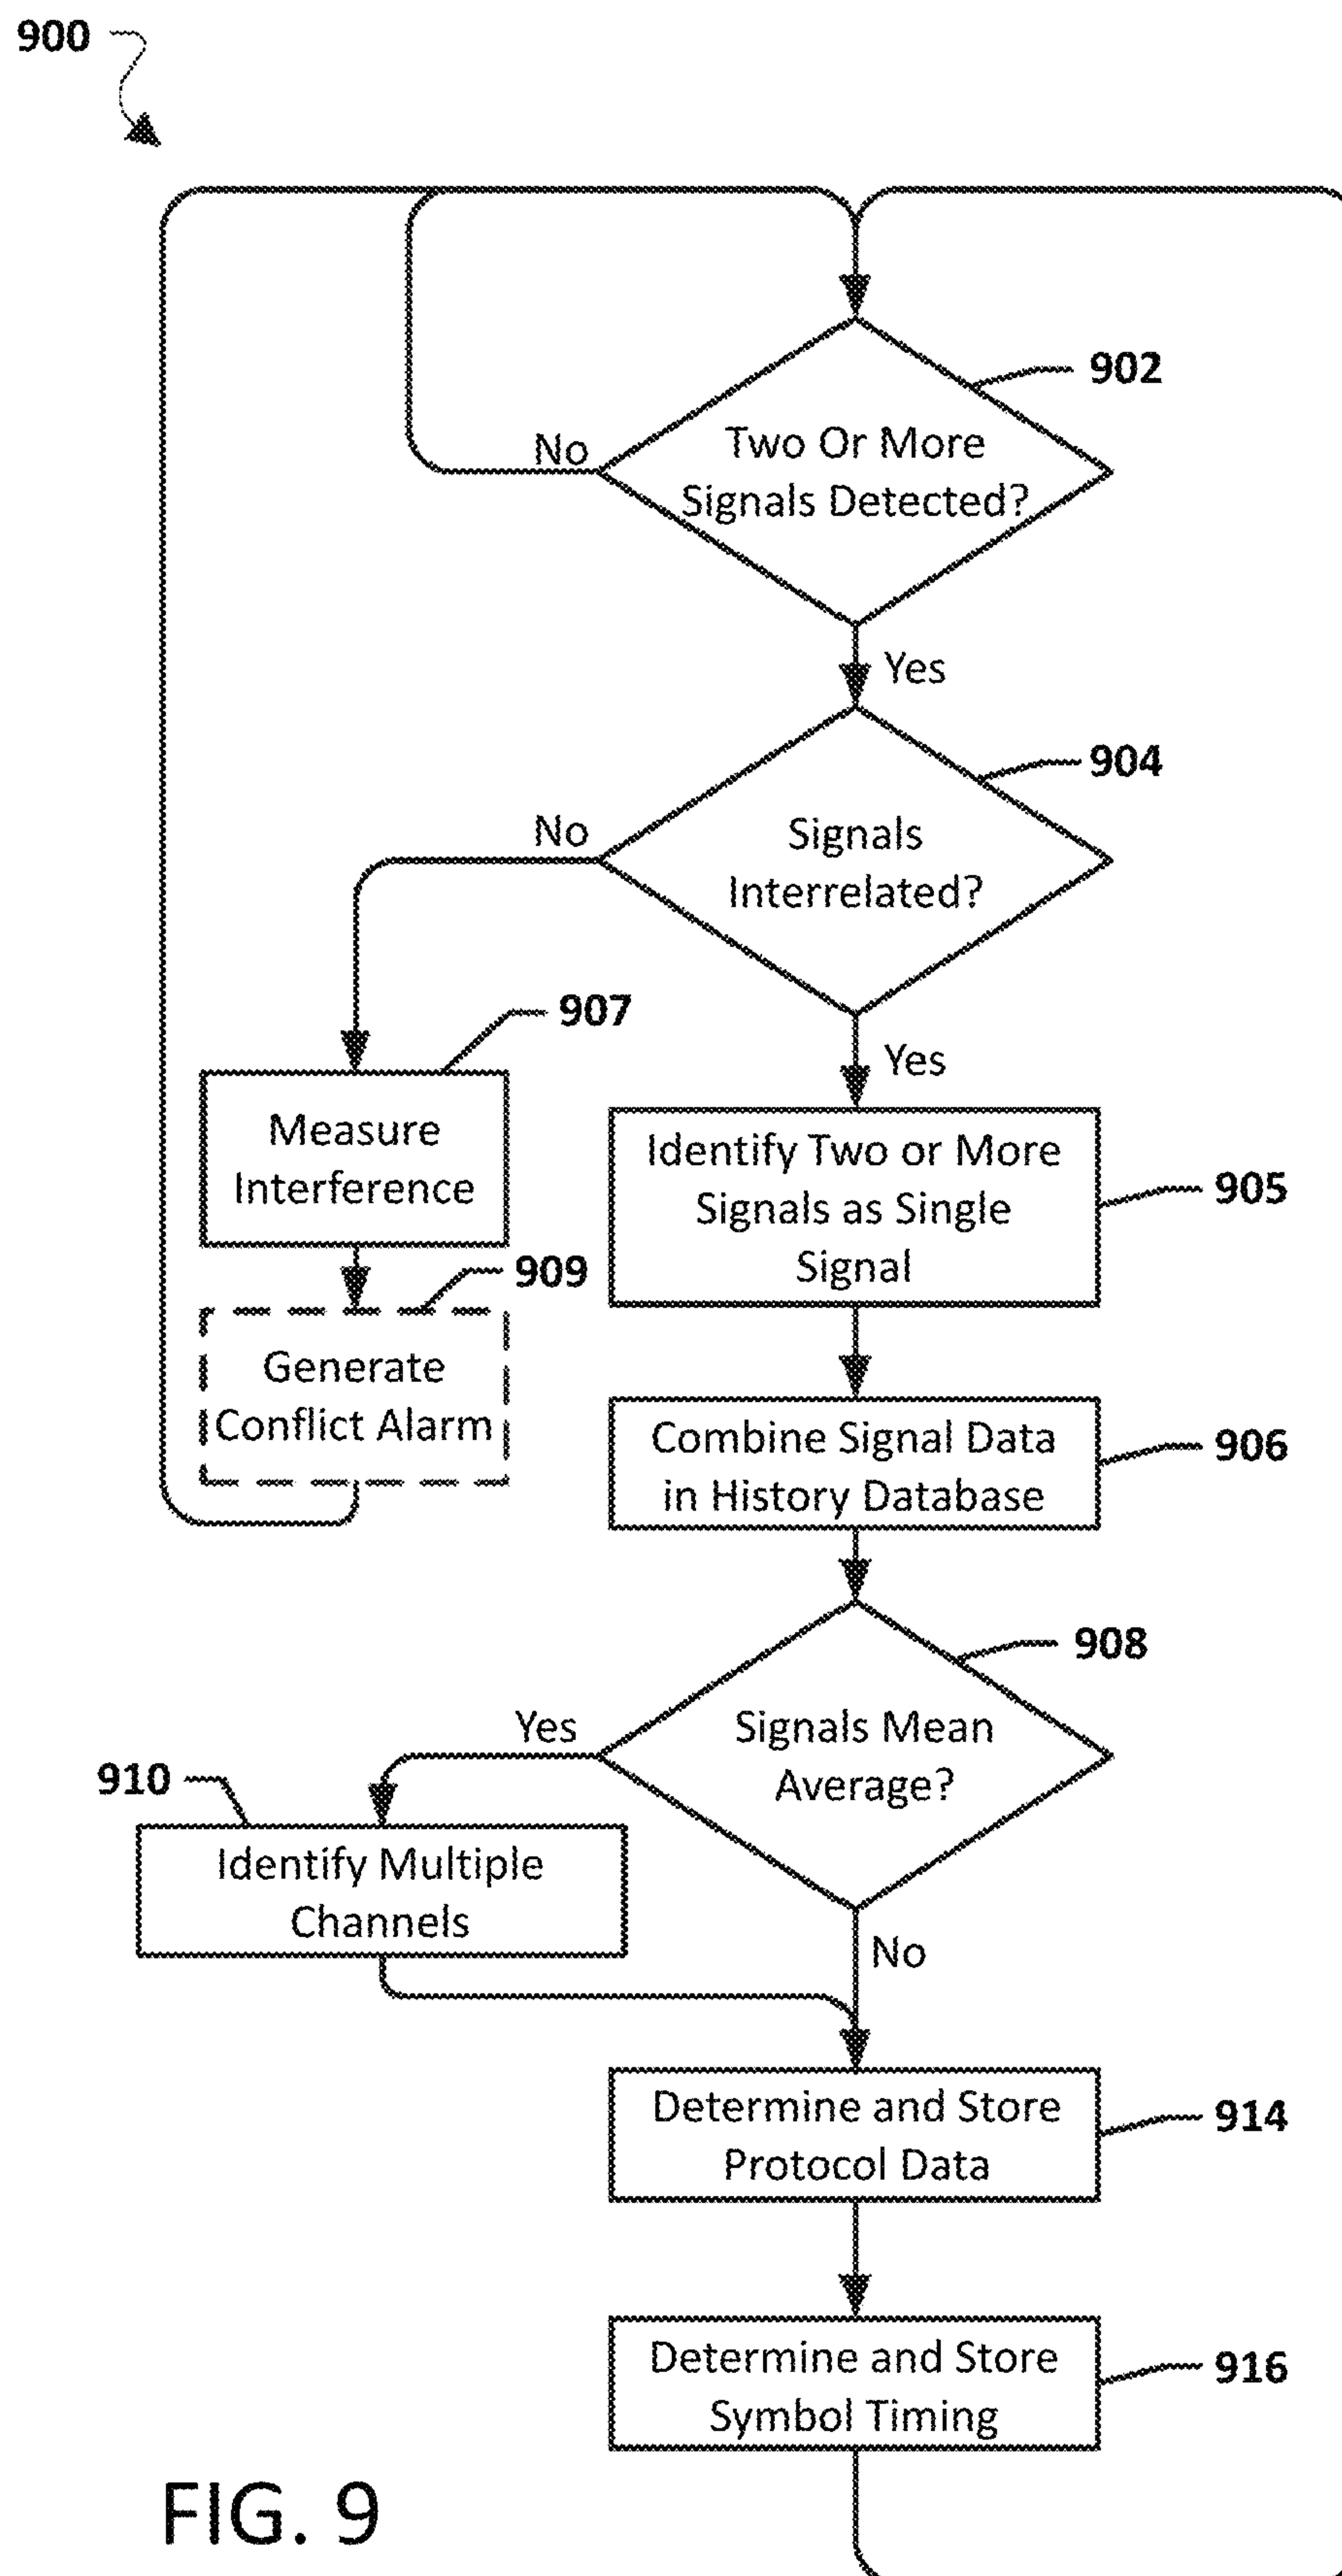 900
902
No
Two Or More
Signals Detected?
Yes
904
No
Signals
Interrelated?
907
Yes
Measure
Interference
Identify Two or More
Signals as Single
Signal
905
909
Generate
Conflict Alarm
Combine Signal Data
in History Database
906
908
Yes
Signals Mean
Average?
910
Identify Multiple
Channels
No
Determine and Store
Protocol Data
914
Determine and Store
Symbol Timing
916
FIG. 9